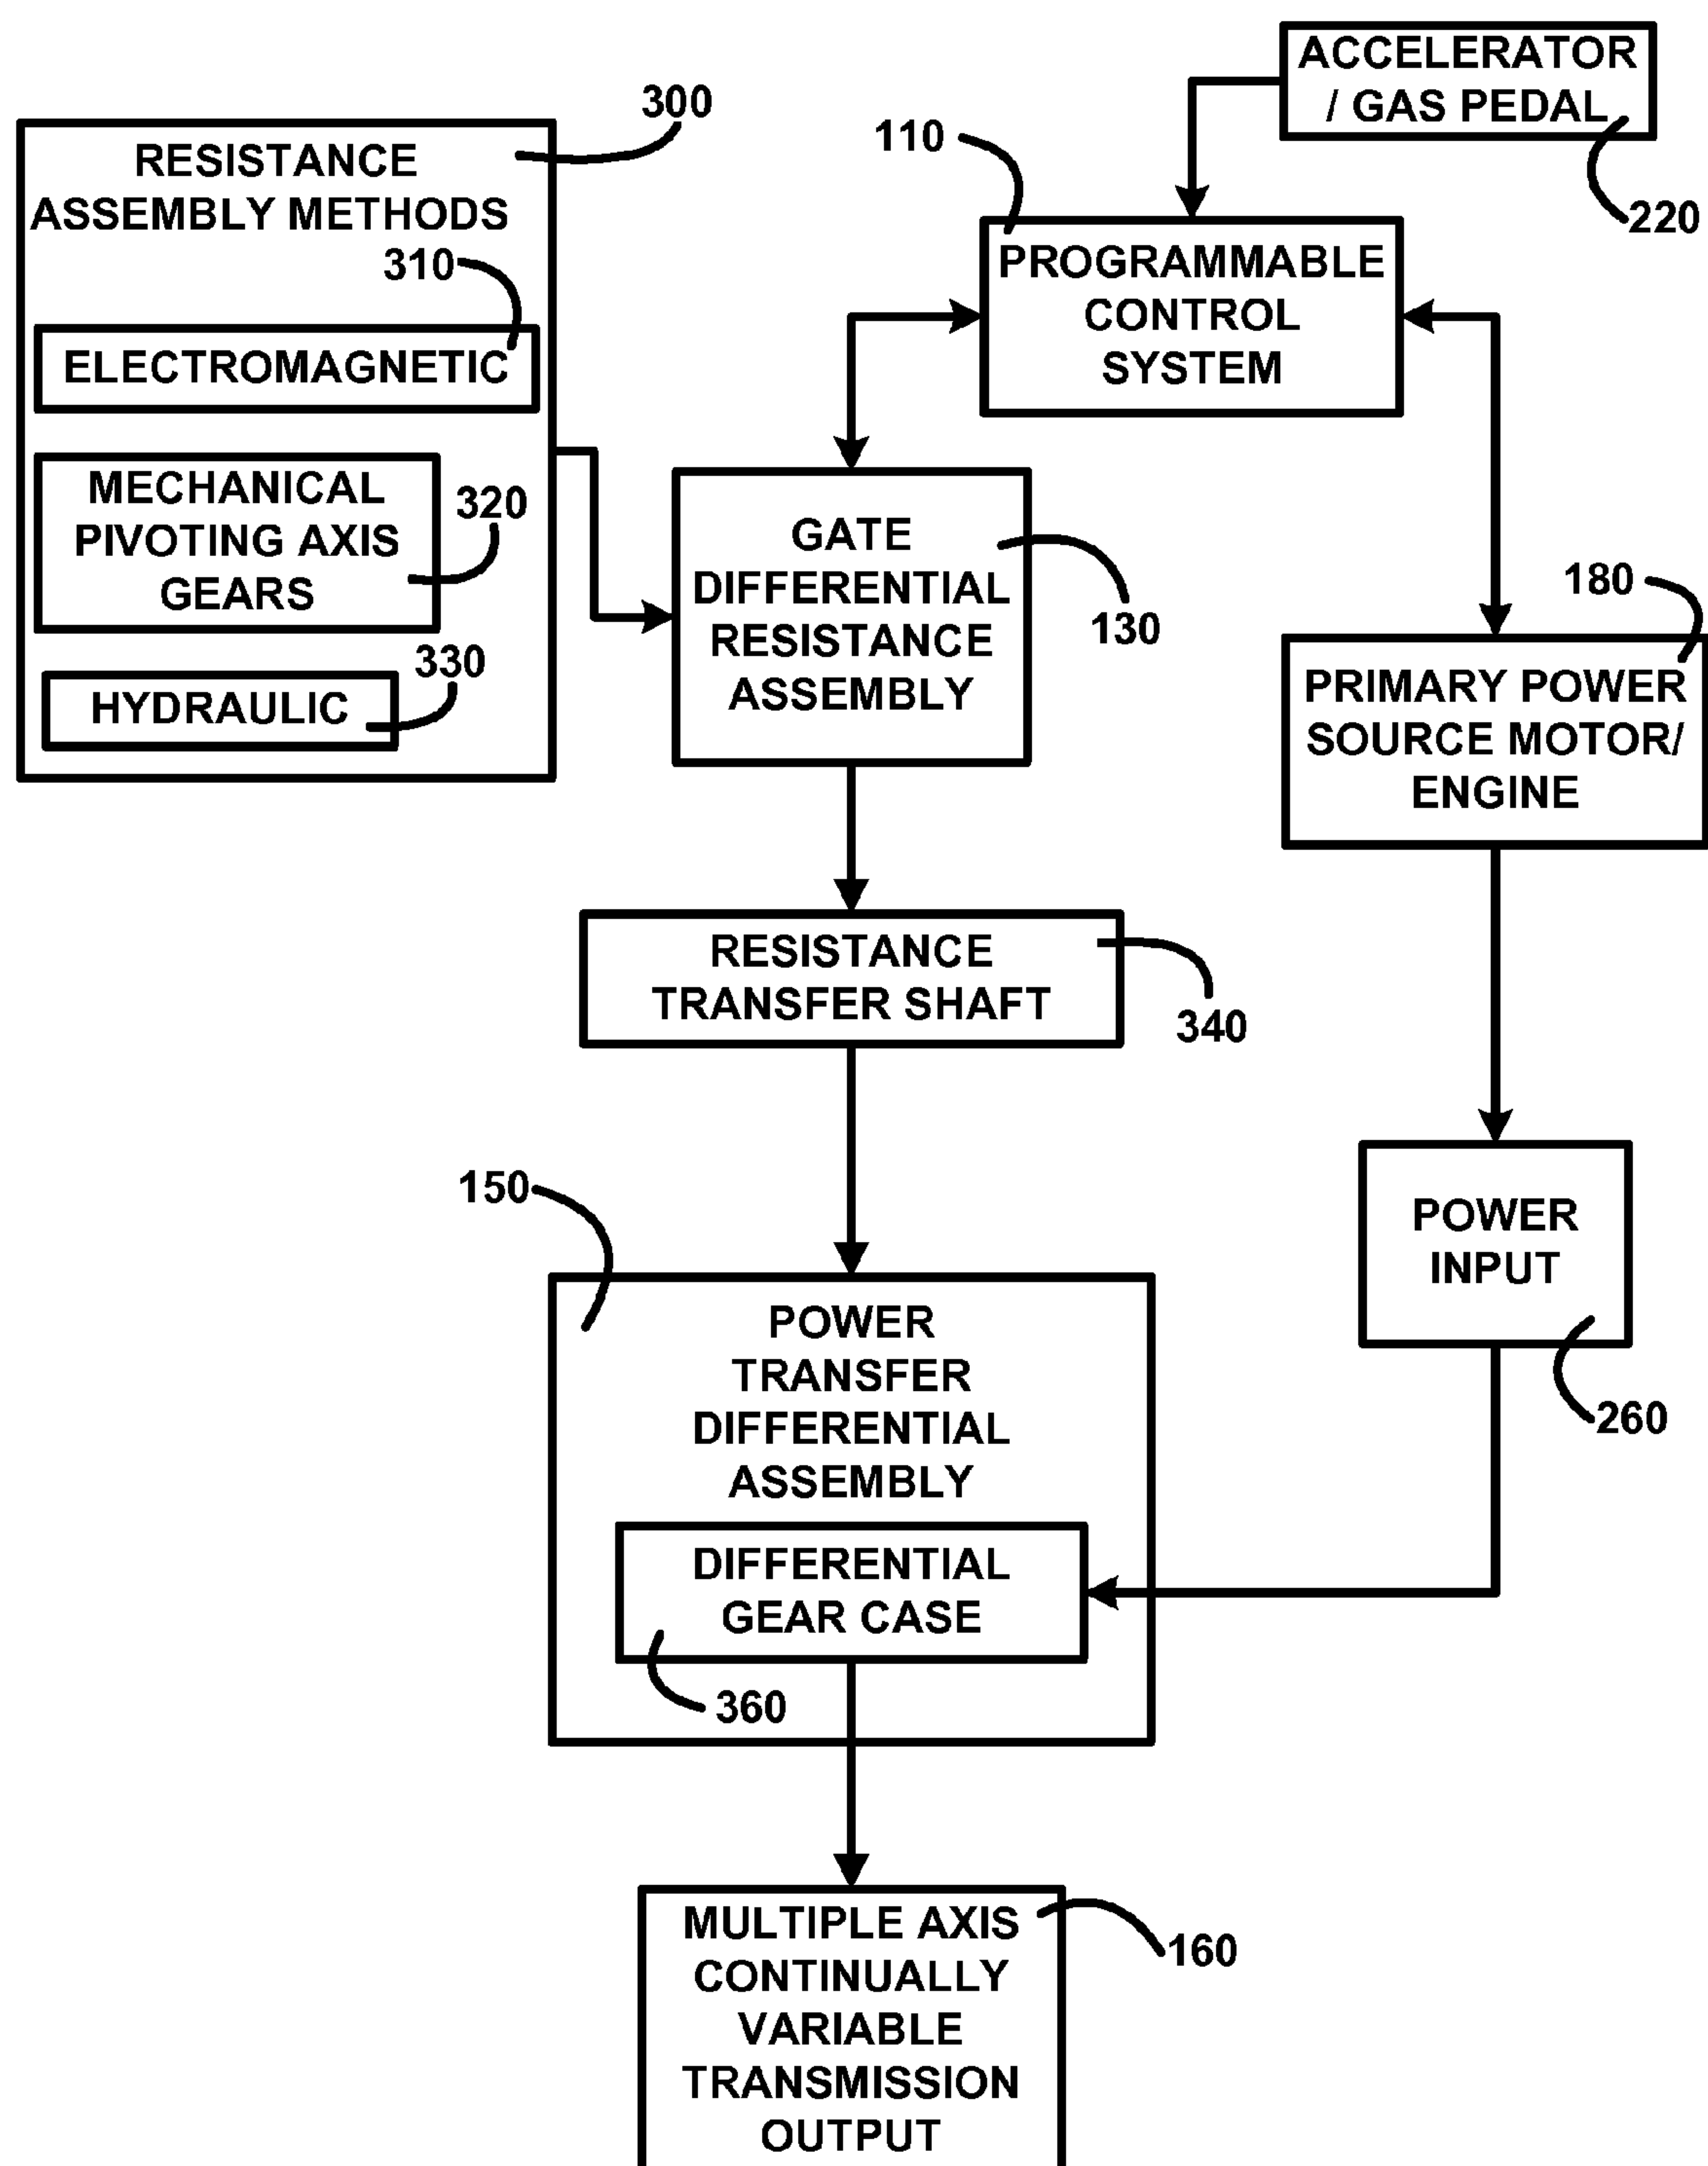 ACCELERATOR
/ GAS PEDAL
220
300
RESISTANCE
ASSEMBLY METHODS
310
ELECTROMAGNETIC
MECHANICAL
PIVOTING AXIS
GEARS
320
330
HYDRAULIC
110
PROGRAMMABLE
CONTROL
SYSTEM
GATE
DIFFERENTIAL
RESISTANCE
ASSEMBLY
130
180
PRIMARY POWER
SOURCE MOTOR/
ENGINE
RESISTANCE
TRANSFER SHAFT
340
POWER
INPUT
260
150
POWER
TRANSFER
DIFFERENTIAL
ASSEMBLY
DIFFERENTIAL
GEAR CASE
360
MULTIPLE AXIS
CONTINUALLY
VARIABLE
TRANSMISSION
OUTPUT
160